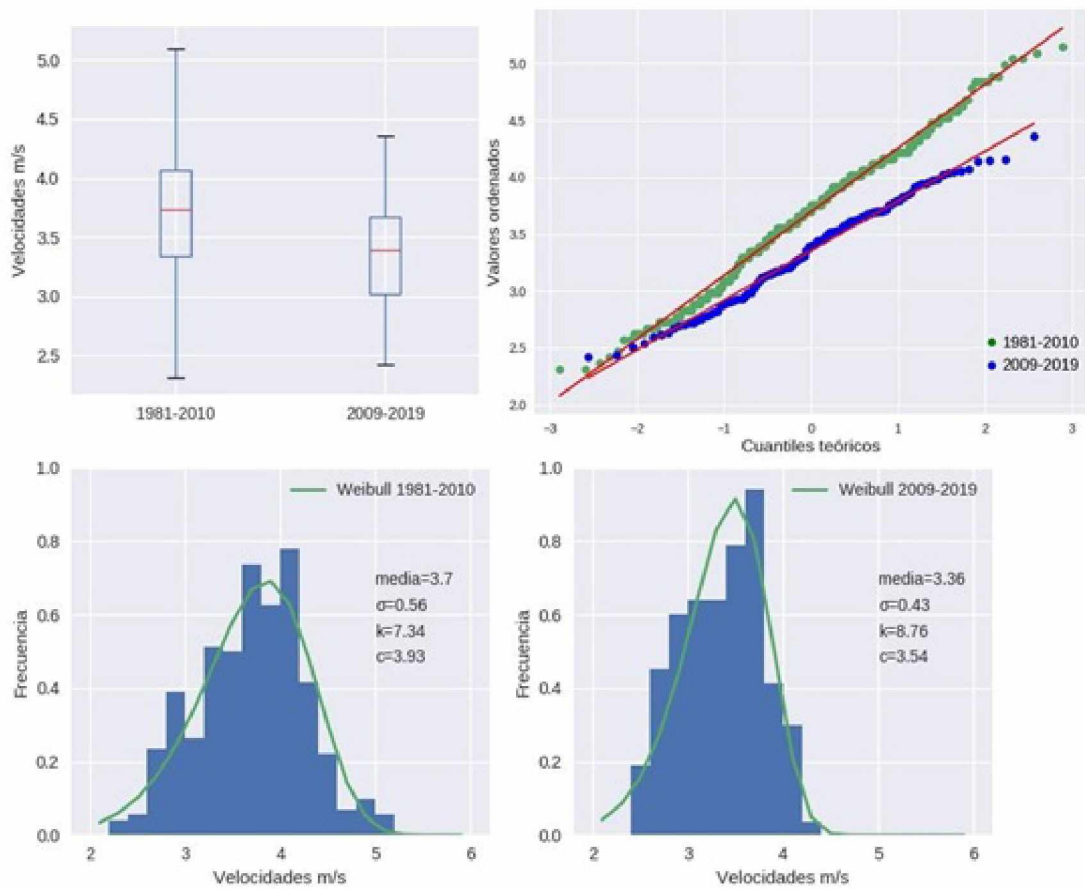 Velocidades m/s
5.0
4.5
4.0
3.5
3.0
2.5
1981-2010
2009-2019
Valores ordenados
5.0
4.5
4.0
3.5
3.0
2.5
2.0
1981-2010
2009-2019
−3
−2
−1
0
1
2
3
Cuantiles teóricos
Frecuencia
1.0
0.8
0.6
0.4
0.2
0.0
Weibull 1981-2010
media=3.7
σ=0.56
k=7.34
c=3.93
2
3
4
5
6
Velocidades m/s
Frecuencia
1.0
0.8
0.6
0.4
0.2
0.0
Weibull 2009-2019
media=3.36
σ=0.43
k=8.76
c=3.54
2
3
4
5
6
Velocidades m/s